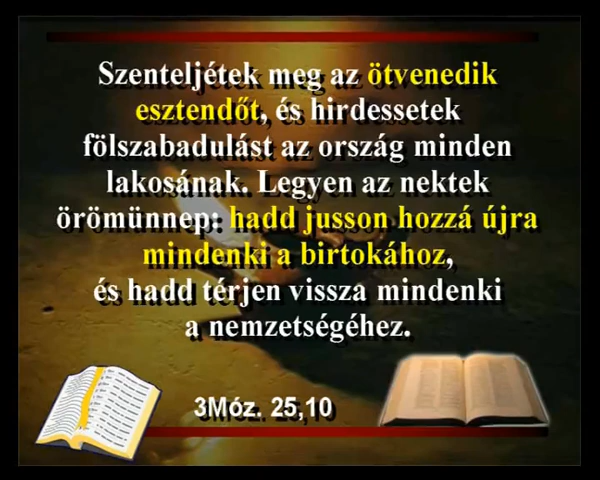 Szenteljétek meg az ötvenedik
esztendőt, és hirdessetek
fölszabadulást az ország minden
lakosának. Legyen az nektek
örömünnep: hadd jusson hozzá újra
mindenki a birtokához,
és hadd térjen vissza mindenki
a nemzetségéhez.
3Móz. 25,10